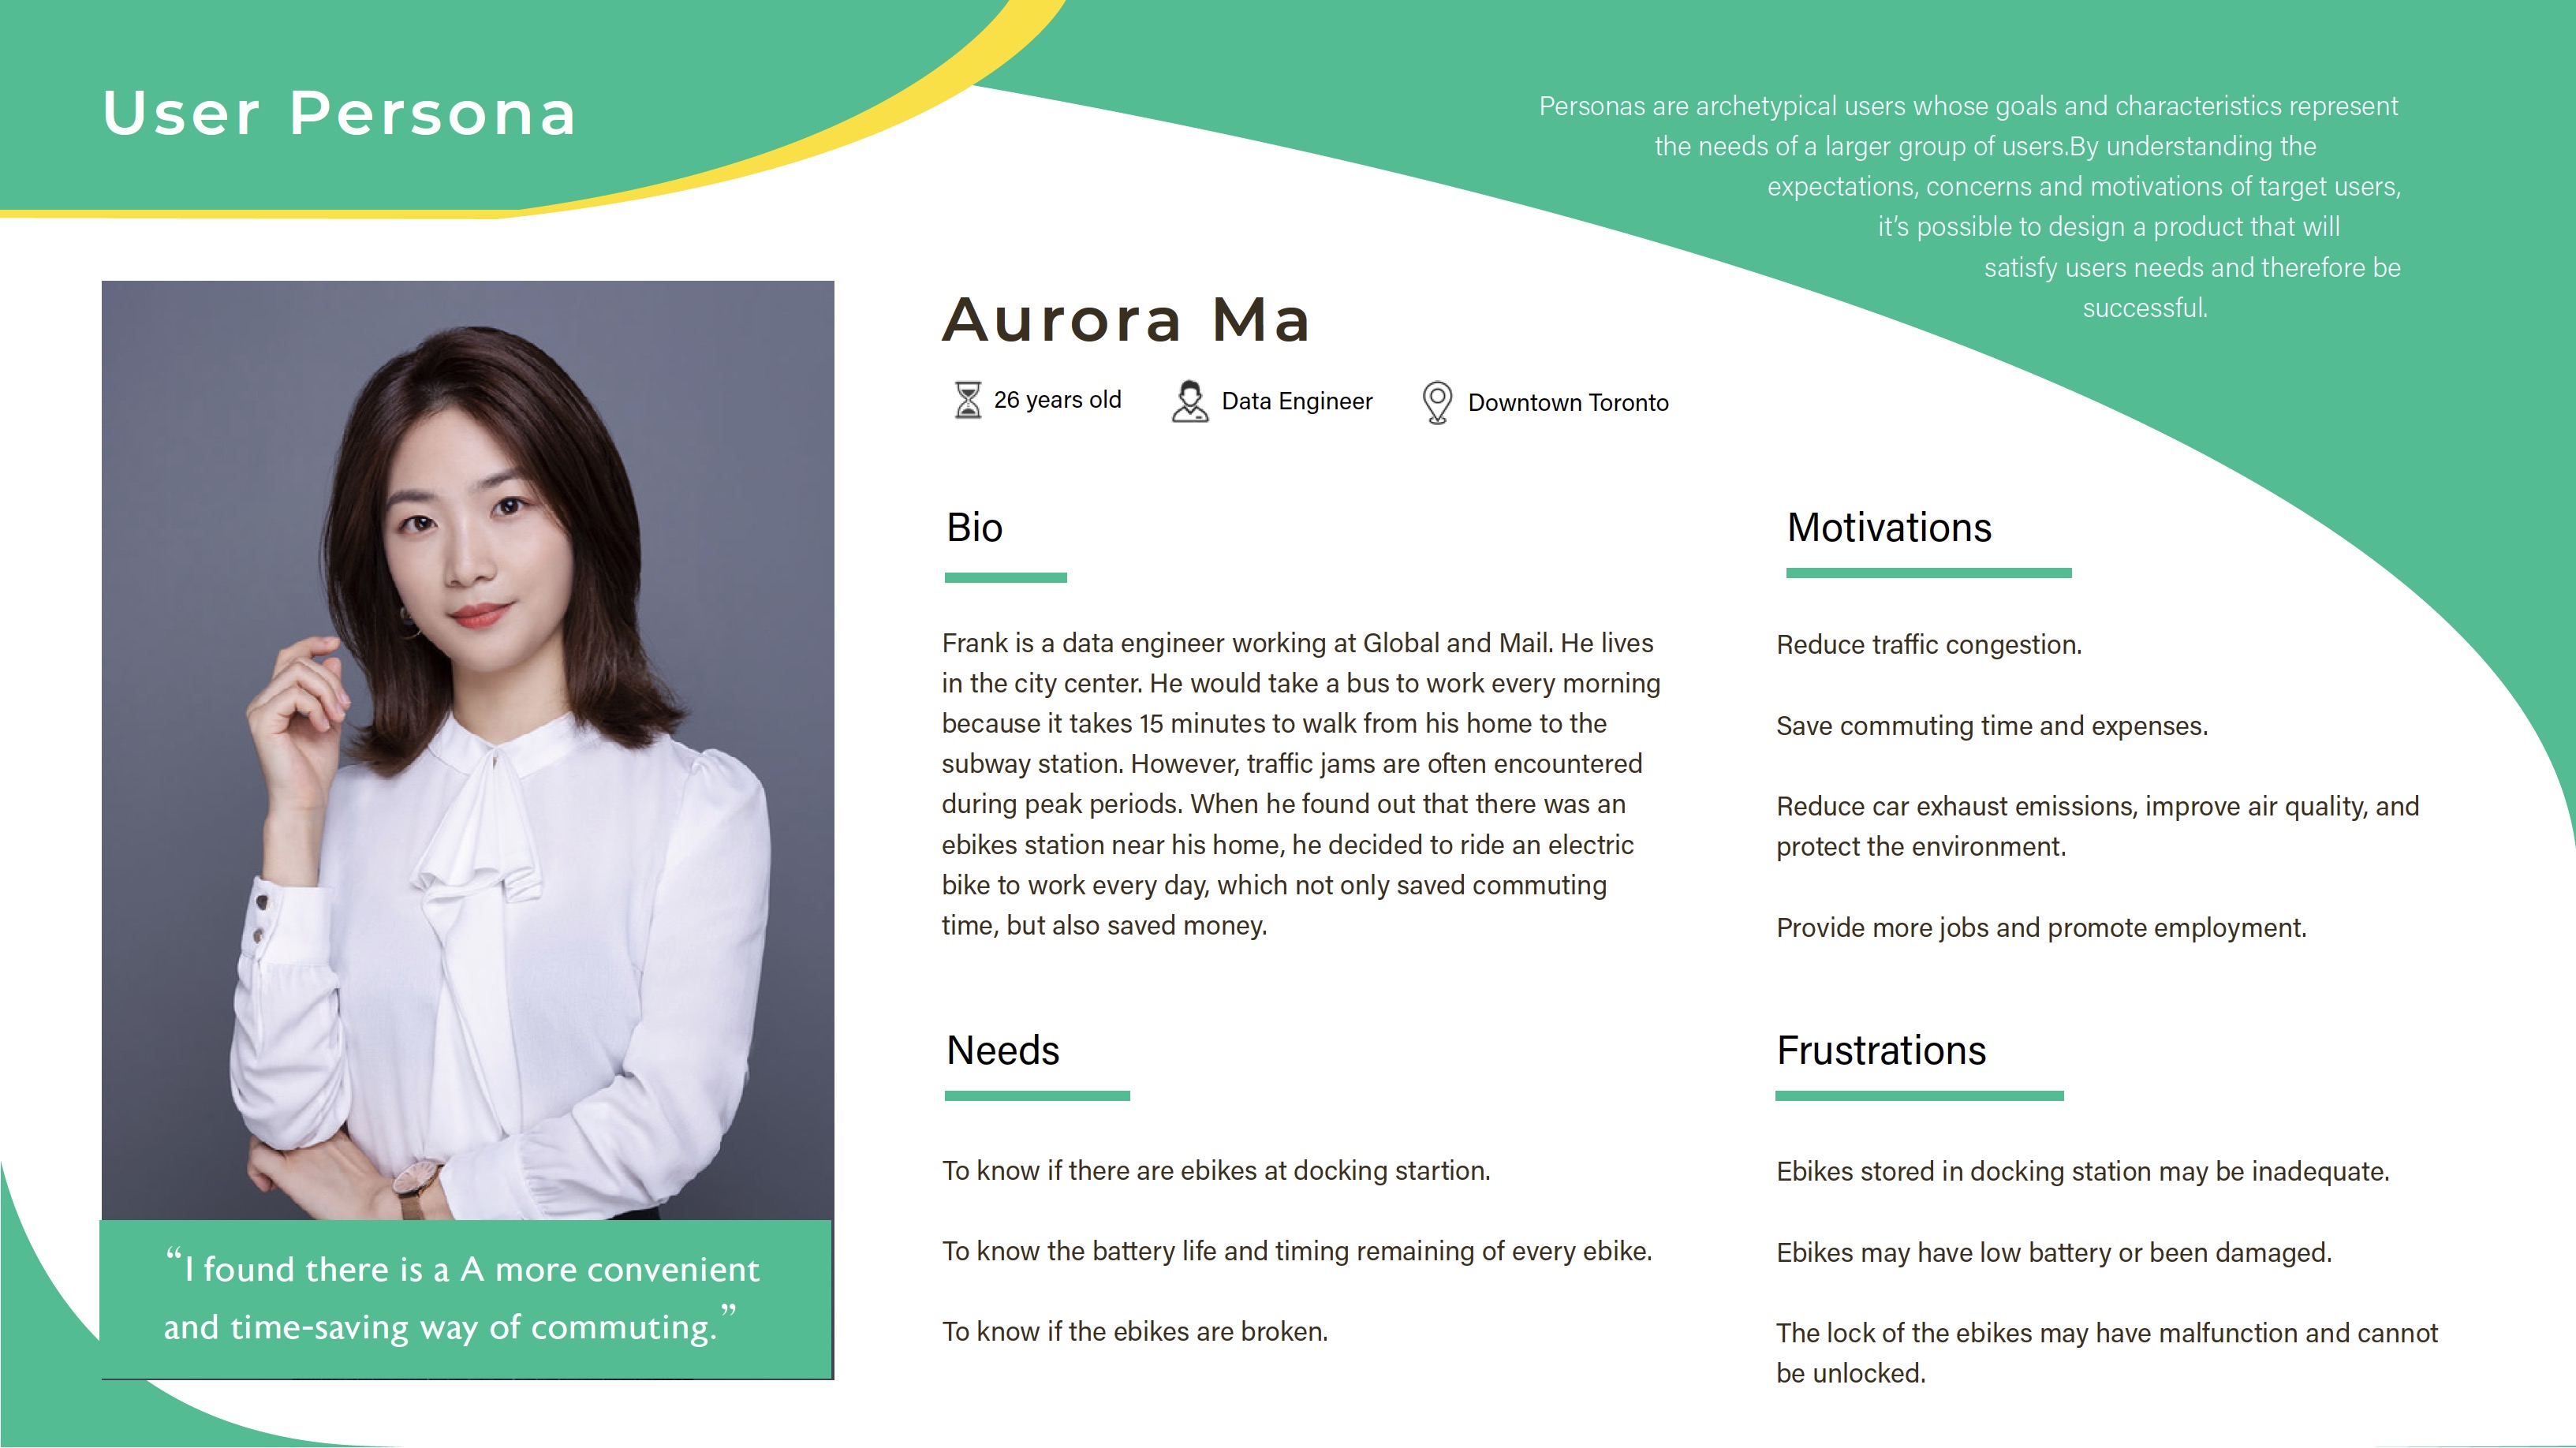 User Persona
Personas are archetypical users whose goals and characteristics represent
the needs of a larger group of users.By understanding the
expectations, concerns and motivations of target users,
it's possible to design a product that will
satisfy users needs and therefore be
successful.
Aurora Ma
26 years old
Data Engineer
Downtown Toronto
Bio
Frank is a data engineer working at Global and Mail. He lives
in the city center. He would take a bus to work every morning
because it takes 15 minutes to walk from his home to the
subway station. However, traffic jams are often encountered
during peak periods. When he found out that there was an
ebikes station near his home, he decided to ride an electric
bike to work every day, which not only saved commuting
time, but also saved money.
Motivations
Reduce traffic congestion.
Save commuting time and expenses.
Reduce car exhaust emissions, improve air quality, and
protect the environment.
Provide more jobs and promote employment.
Needs
To know if there are ebikes at docking startion.
To know the battery life and timing remaining of every ebike.
To know if the ebikes are broken.
Frustrations
Ebikes stored in docking station may be inadequate.
Ebikes may have low battery or been damaged.
The lock of the ebikes may have malfunction and cannot
be unlocked.
“I found there is a A more convenient
and time-saving way of commuting.”